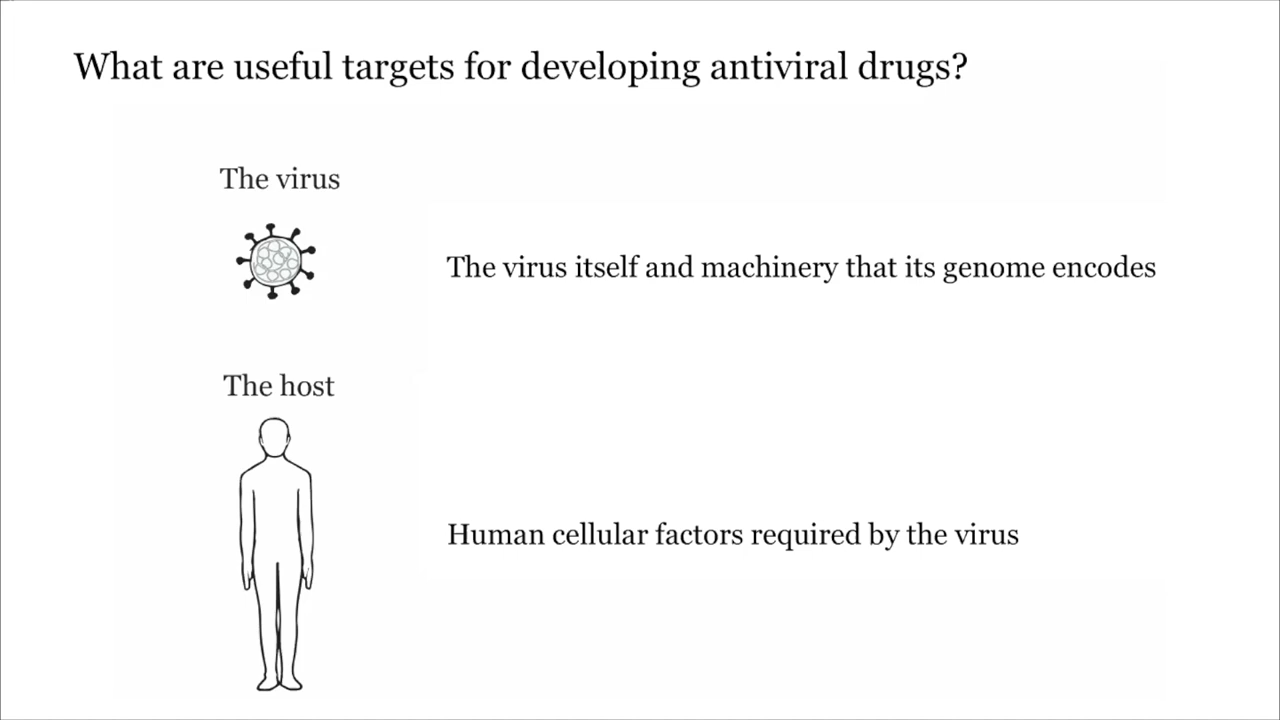 What are useful targets for developing antiviral drugs?
The virus
The virus itself and machinery that its genome encodes
The host
Human cellular factors required by the virus